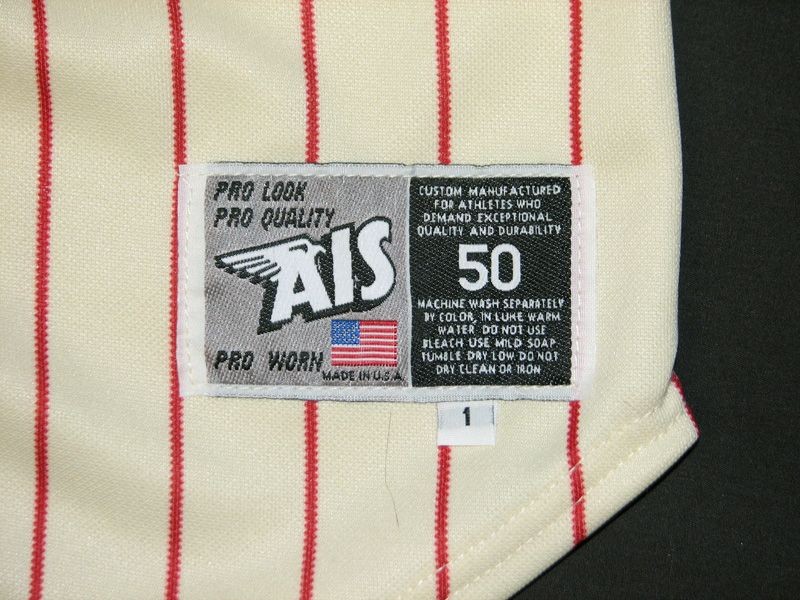 PRO LOOK
PRO QUALITY
AIS
PRO WORN
MADE IN U.S.A.
CUSTOM MANUFACTURED
FOR ATHLETES WHO
DEMAND EXCEPTIONAL
QUALITY AND DURABILITY
50
MACHINE WASH SEPARATELY
BY COLOR, IN LUKE WARM
WATER DO NOT USE
BLEACH USE MILD SOAP.
TUMBLE DRY LOW DO NOT
DRY CLEAN OR IRON
1